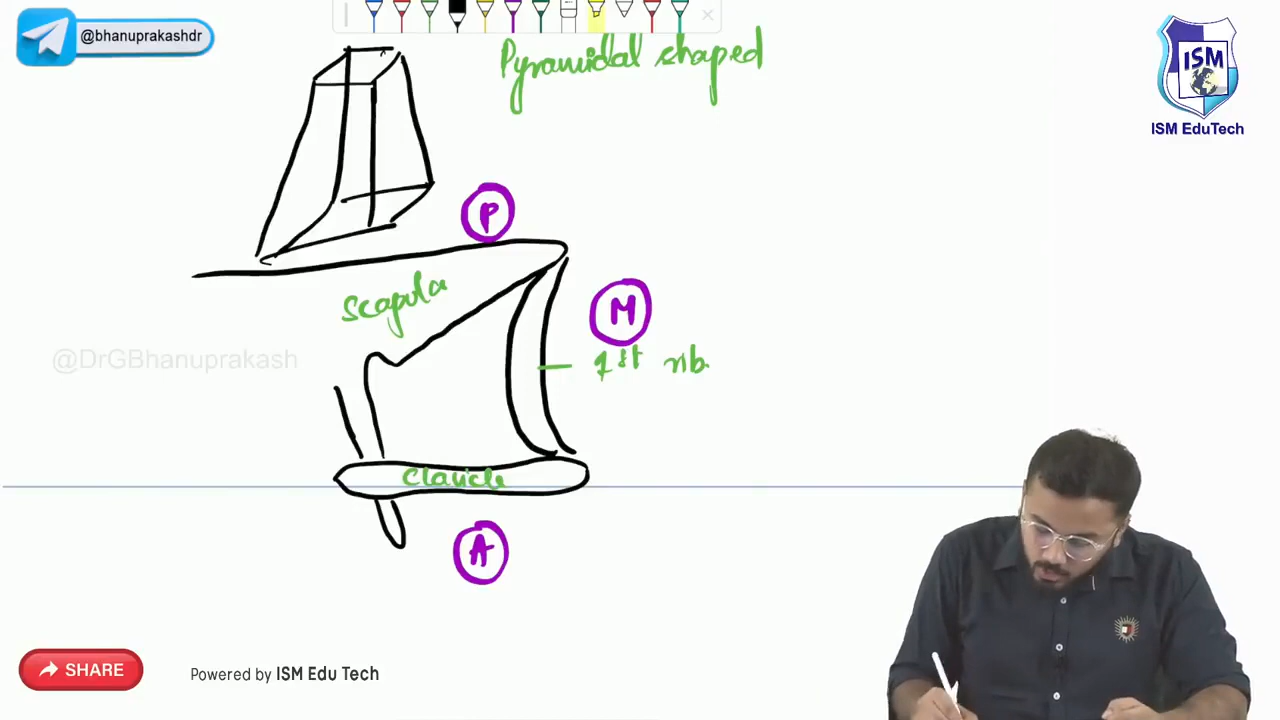 @bhanuprakashdr
Pyramidal shaped
ISM
ISM EduTech
P
Scapula
M
@DrGBhanuprakash
1st rib
Clavicle
A
SHARE
Powered by ISM Edu Tech